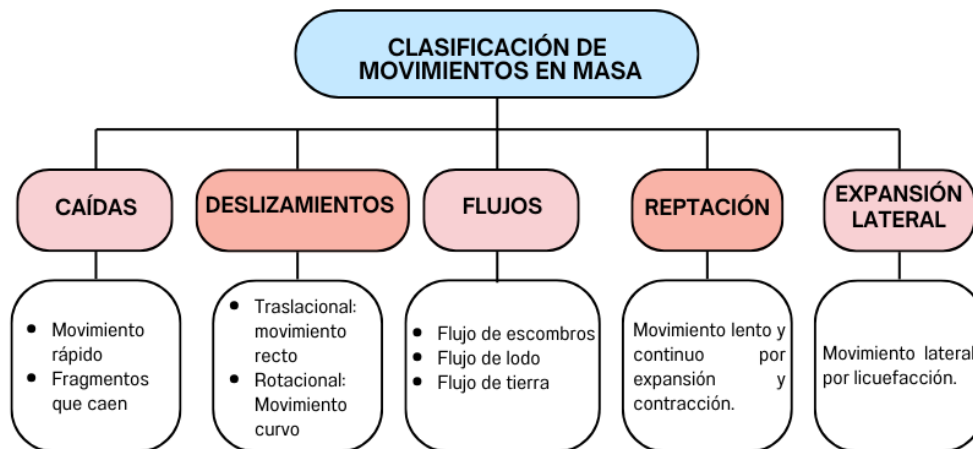 CLASIFICACIÓN DE
MOVIMIENTOS EN MASA
CAÍDAS
DESLIZAMIENTOS
FLUJOS
REPTACIÓN
EXPANSIÓN
LATERAL
• Movimiento
rápido
• Fragmentos
que caen
• Traslacional:
movimiento
recto
• Rotacional:
Movimiento
curvo
• Flujo de escombros
• Flujo de lodo
• Flujo de tierra
Movimiento lento y
continuo por
expansión y
contracción.
Movimiento lateral
por licuefacción.